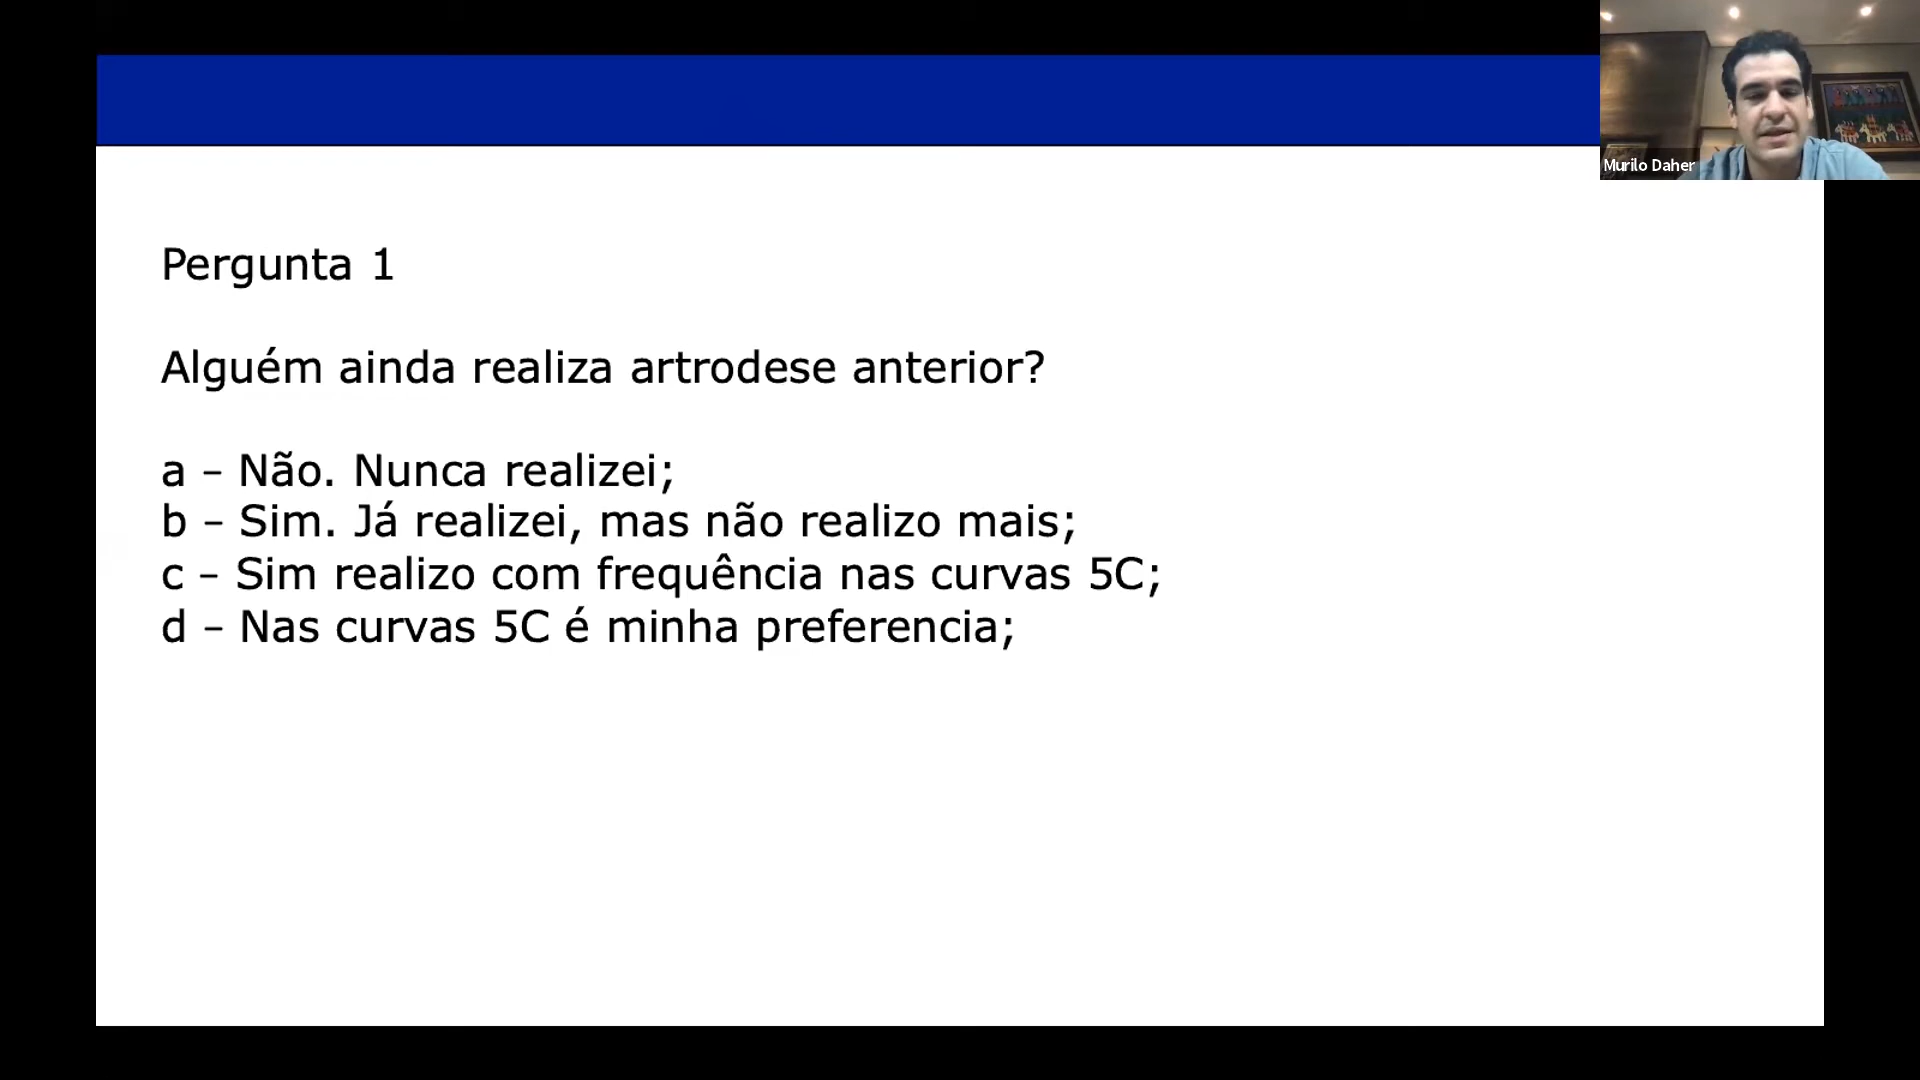 Murilo Daher
Pergunta 1
Alguém ainda realiza artrodese anterior?
a – Não. Nunca realizei;
b – Sim. Já realizei, mas não realizo mais;
c – Sim realizo com frequência nas curvas 5C;
d – Nas curvas 5C é minha preferencia;